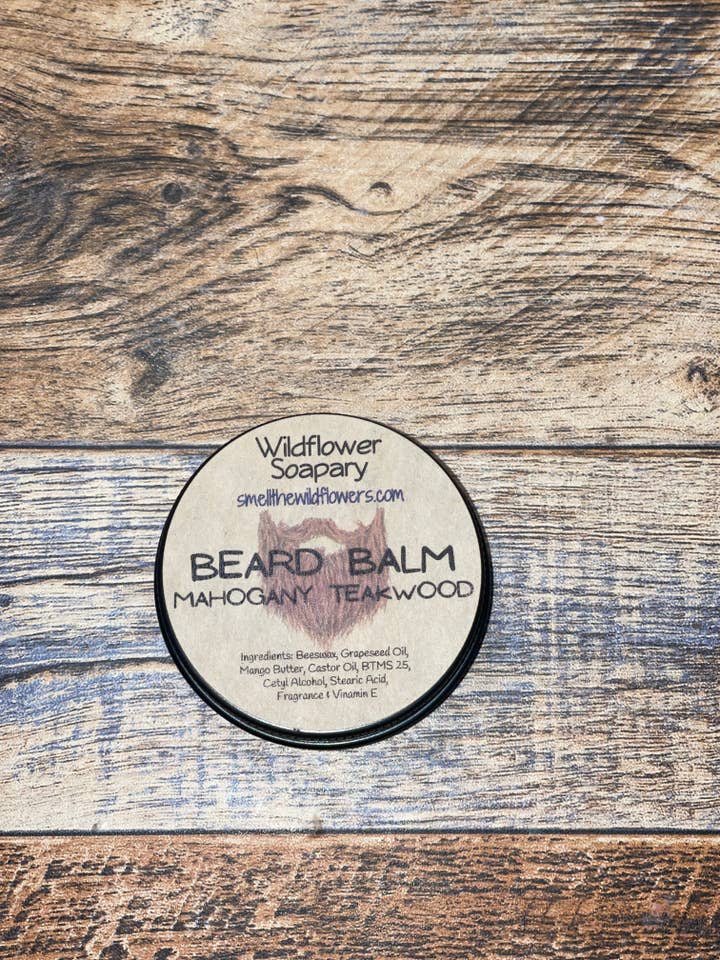 Wildflower
Soapary
smellthewildflowers.com
BEARD BALM
MAHOGANY TEAKWOOD
Ingredients: Beeswax, Grapeseed Oil,
Mango Butter, Castor Oil, BTMS 25,
Cetyl Alcohol, Stearic Acid,
Fragrance & Vinamin E